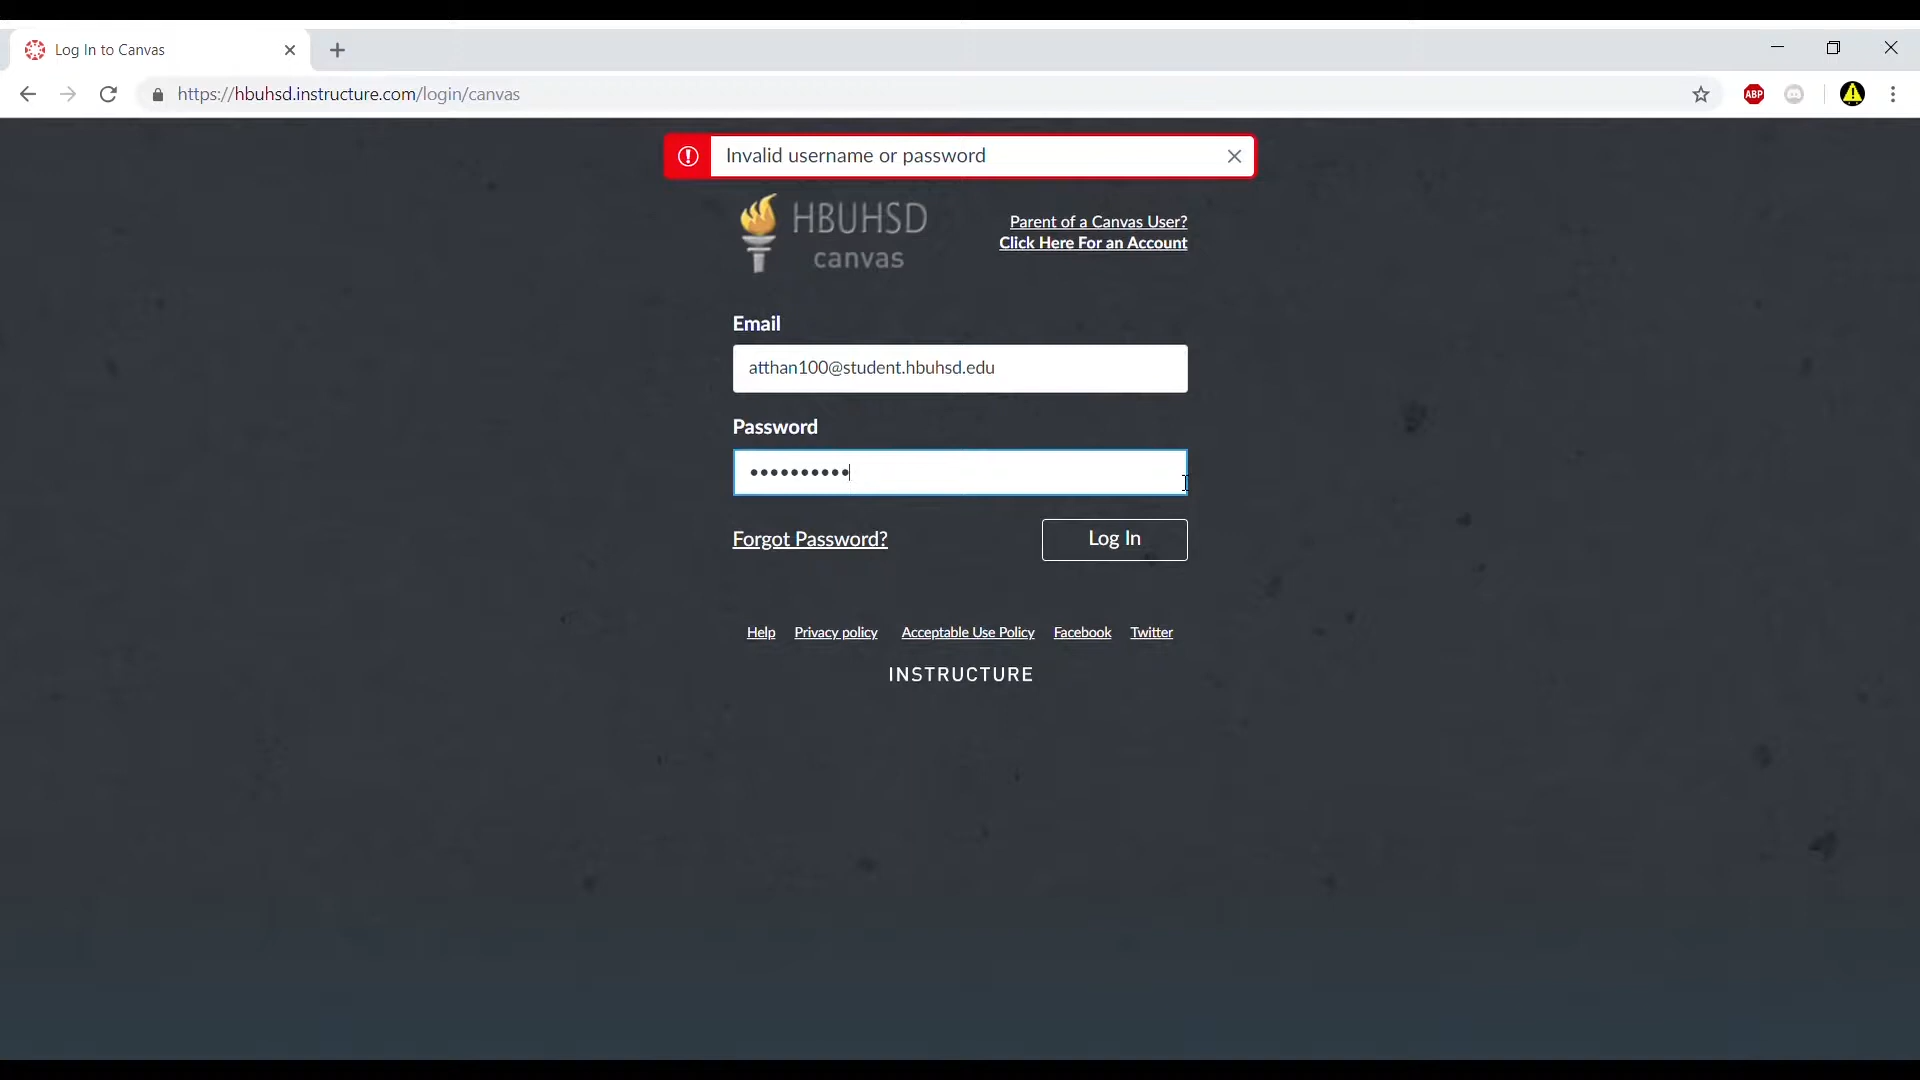 Log In to Canvas
https://hbuhsd.instructure.com/login/canvas
ABP
Invalid username or password
HBUHSD
canvas
Parent of a Canvas User?
Click Here For an Account
Email
atthan100@student.hbuhsd.edu
Password
••••••••••
Forgot Password?
Log In
Help Privacy policy Acceptable Use Policy Facebook Twitter
INSTRUCTURE